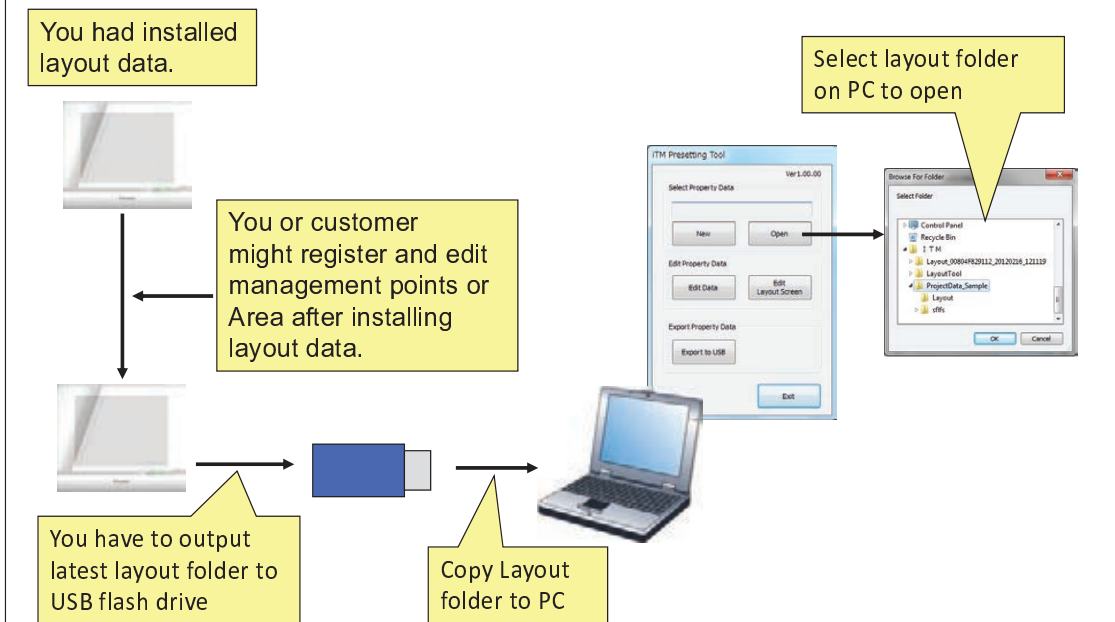 You had installed
layout data.
You or customer
might register and edit
management points or
Area after installing
layout data.
You have to output
latest layout folder to
USB flash drive
Copy Layout
folder to PC
Select layout folder
on PC to open
iTM Presetting Tool
Ver1.00.00
Select Property Data
New
Open
Edit Property Data
Edit Data
Edit
Layout Screen
Export Property Data
Export to USB
Exit
Browse For Folder
Select Folder
Control Panel
Recycle Bin
ITM
Layout_00804F829112_20120216_121119
LayoutTool
ProjectData_Sample
Layout
sftfs
OK
Cancel